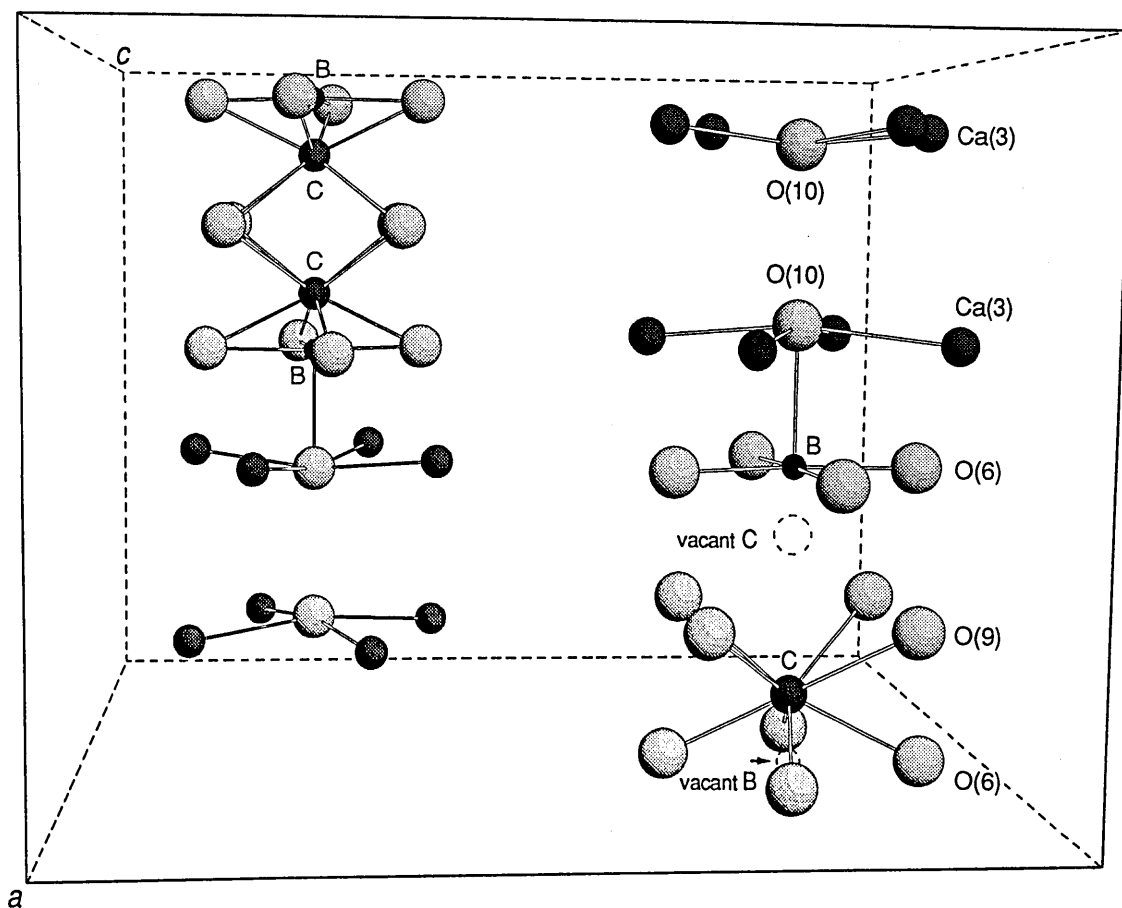 c
B
Ca(3)
C
O(10)
C
O(10)
Ca(3)
B
B
O(6)
vacant C
O(9)
C
vacant B
O(6)
a